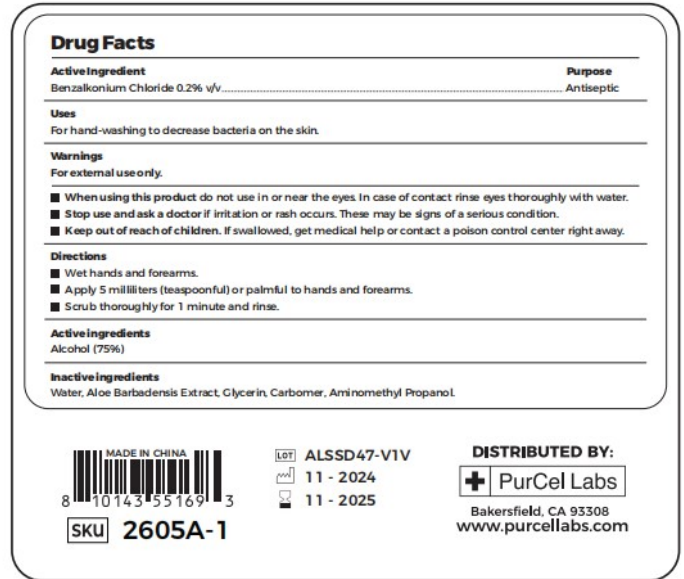 Drug Facts
Active Ingredient Purpose
Benzalkonium Chloride 0.2% v/v........................................................................ Antiseptic
Uses
For hand-washing to decrease bacteria on the skin.
Warnings
For external use only.
■ When using this product do not use in or near the eyes. In case of contact rinse eyes thoroughly with water.
■ Stop use and ask a doctor if irritation or rash occurs. These may be signs of a serious condition.
■ Keep out of reach of children. If swallowed, get medical help or contact a poison control center right away.
Directions
■ Wet hands and forearms.
■ Apply 5 milliliters (teaspoonful) or palmful to hands and forearms.
■ Scrub thoroughly for 1 minute and rinse.
Active ingredients
Alcohol (75%)
Inactive ingredients
Water, Aloe Barbadensis Extract, Glycerin, Carbomer, Aminomethyl Propanol.
MADE IN CHINA
8 10143 55169 3
SKU 2605A-1
LOT ALSSD47-V1V
11 - 2024
11 - 2025
DISTRIBUTED BY:
PurCel Labs
Bakersfield, CA 93308
www.purcellabs.com